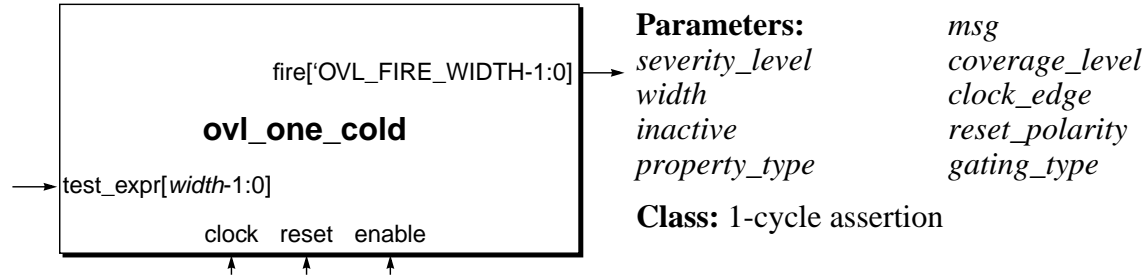 fire[‘OVL_FIRE_WIDTH-1:0]
ovl_one_cold
test_expr[width-1:0]
clock reset enable
Parameters: msg
severity_level coverage_level
width clock_edge
inactive reset_polarity
property_type gating_type
Class: 1-cycle assertion